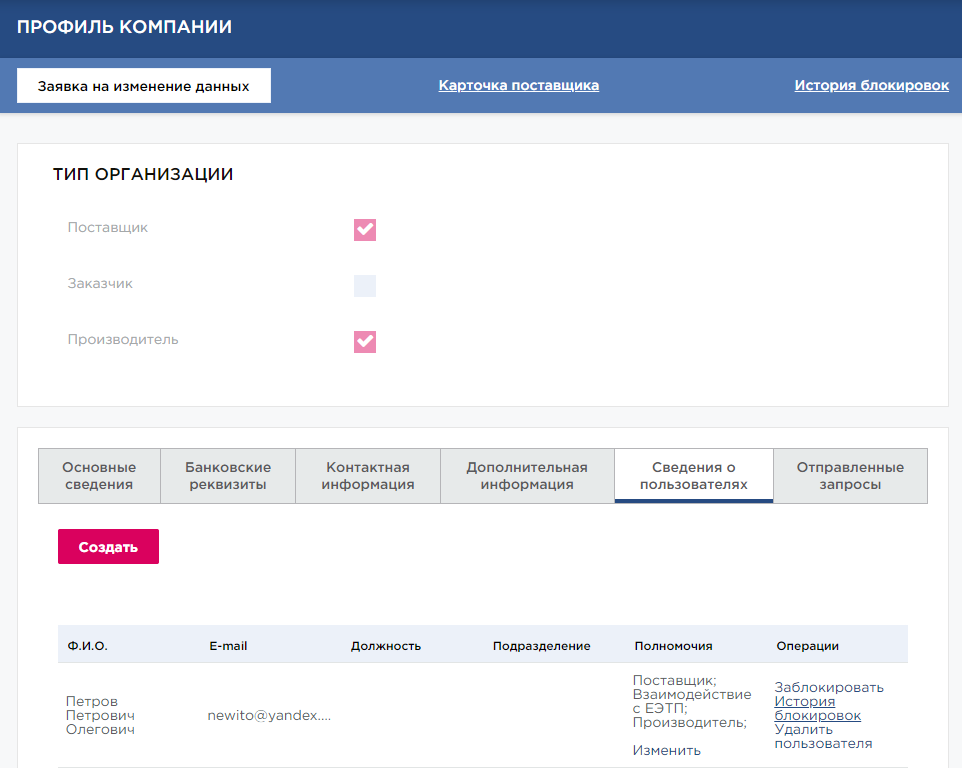 ПРОФИЛЬ КОМПАНИИ
Заявка на изменение данных
Карточка поставщика
История блокировок
ТИП ОРГАНИЗАЦИИ
Поставщик
Заказчик
Производитель
Основные
сведения
Банковские
реквизиты
Контактная
информация
Дополнительная
информация
Сведения о
пользователях
Отправленные
запросы
Создать
Ф.И.О.
E-mail
Должность
Подразделение
Полномочия
Операции
Петров
Петрович
Олегович
newito@yandex....
Поставщик;
Взаимодействие
с ЕЭТП;
Производитель;
Изменить
Заблокировать
История
блокировок
Удалить
пользователя